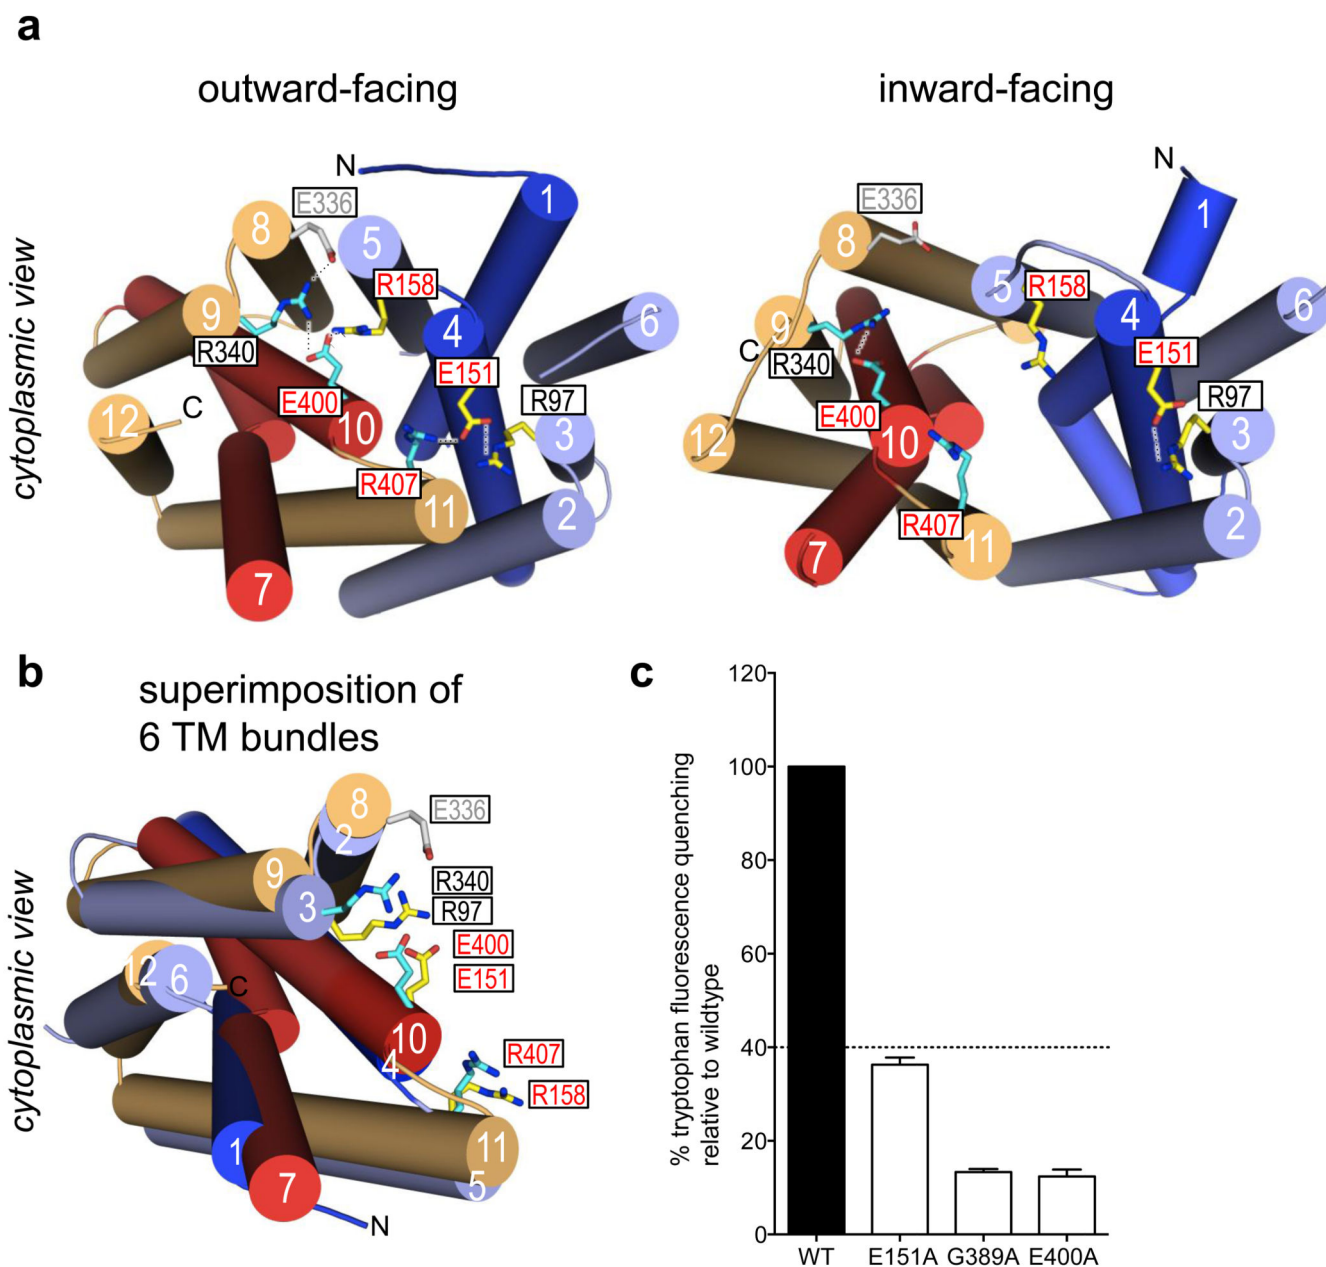 a
outward-facing
inward-facing
cytoplasmic view
N
E336
8
5
1
R158
9
4
6
R340
E151
R97
E400
12
C
10
3
R407
11
2
7
N
E336
1
8
5
R158
6
9
4
C
R340
E151
R97
E400
12
10
3
R407
11
2
7
b
superimposition of
6 TM bundles
cytoplasmic view
8
E336
2
9
R340
3
R97
E400
12
6
C
E151
10
4
R407
R158
1
11
7
5
N
c
% tryptophan fluorescence quenching
relative to wildtype
120
100
80
60
40
20
0
WT E151A G389A E400A